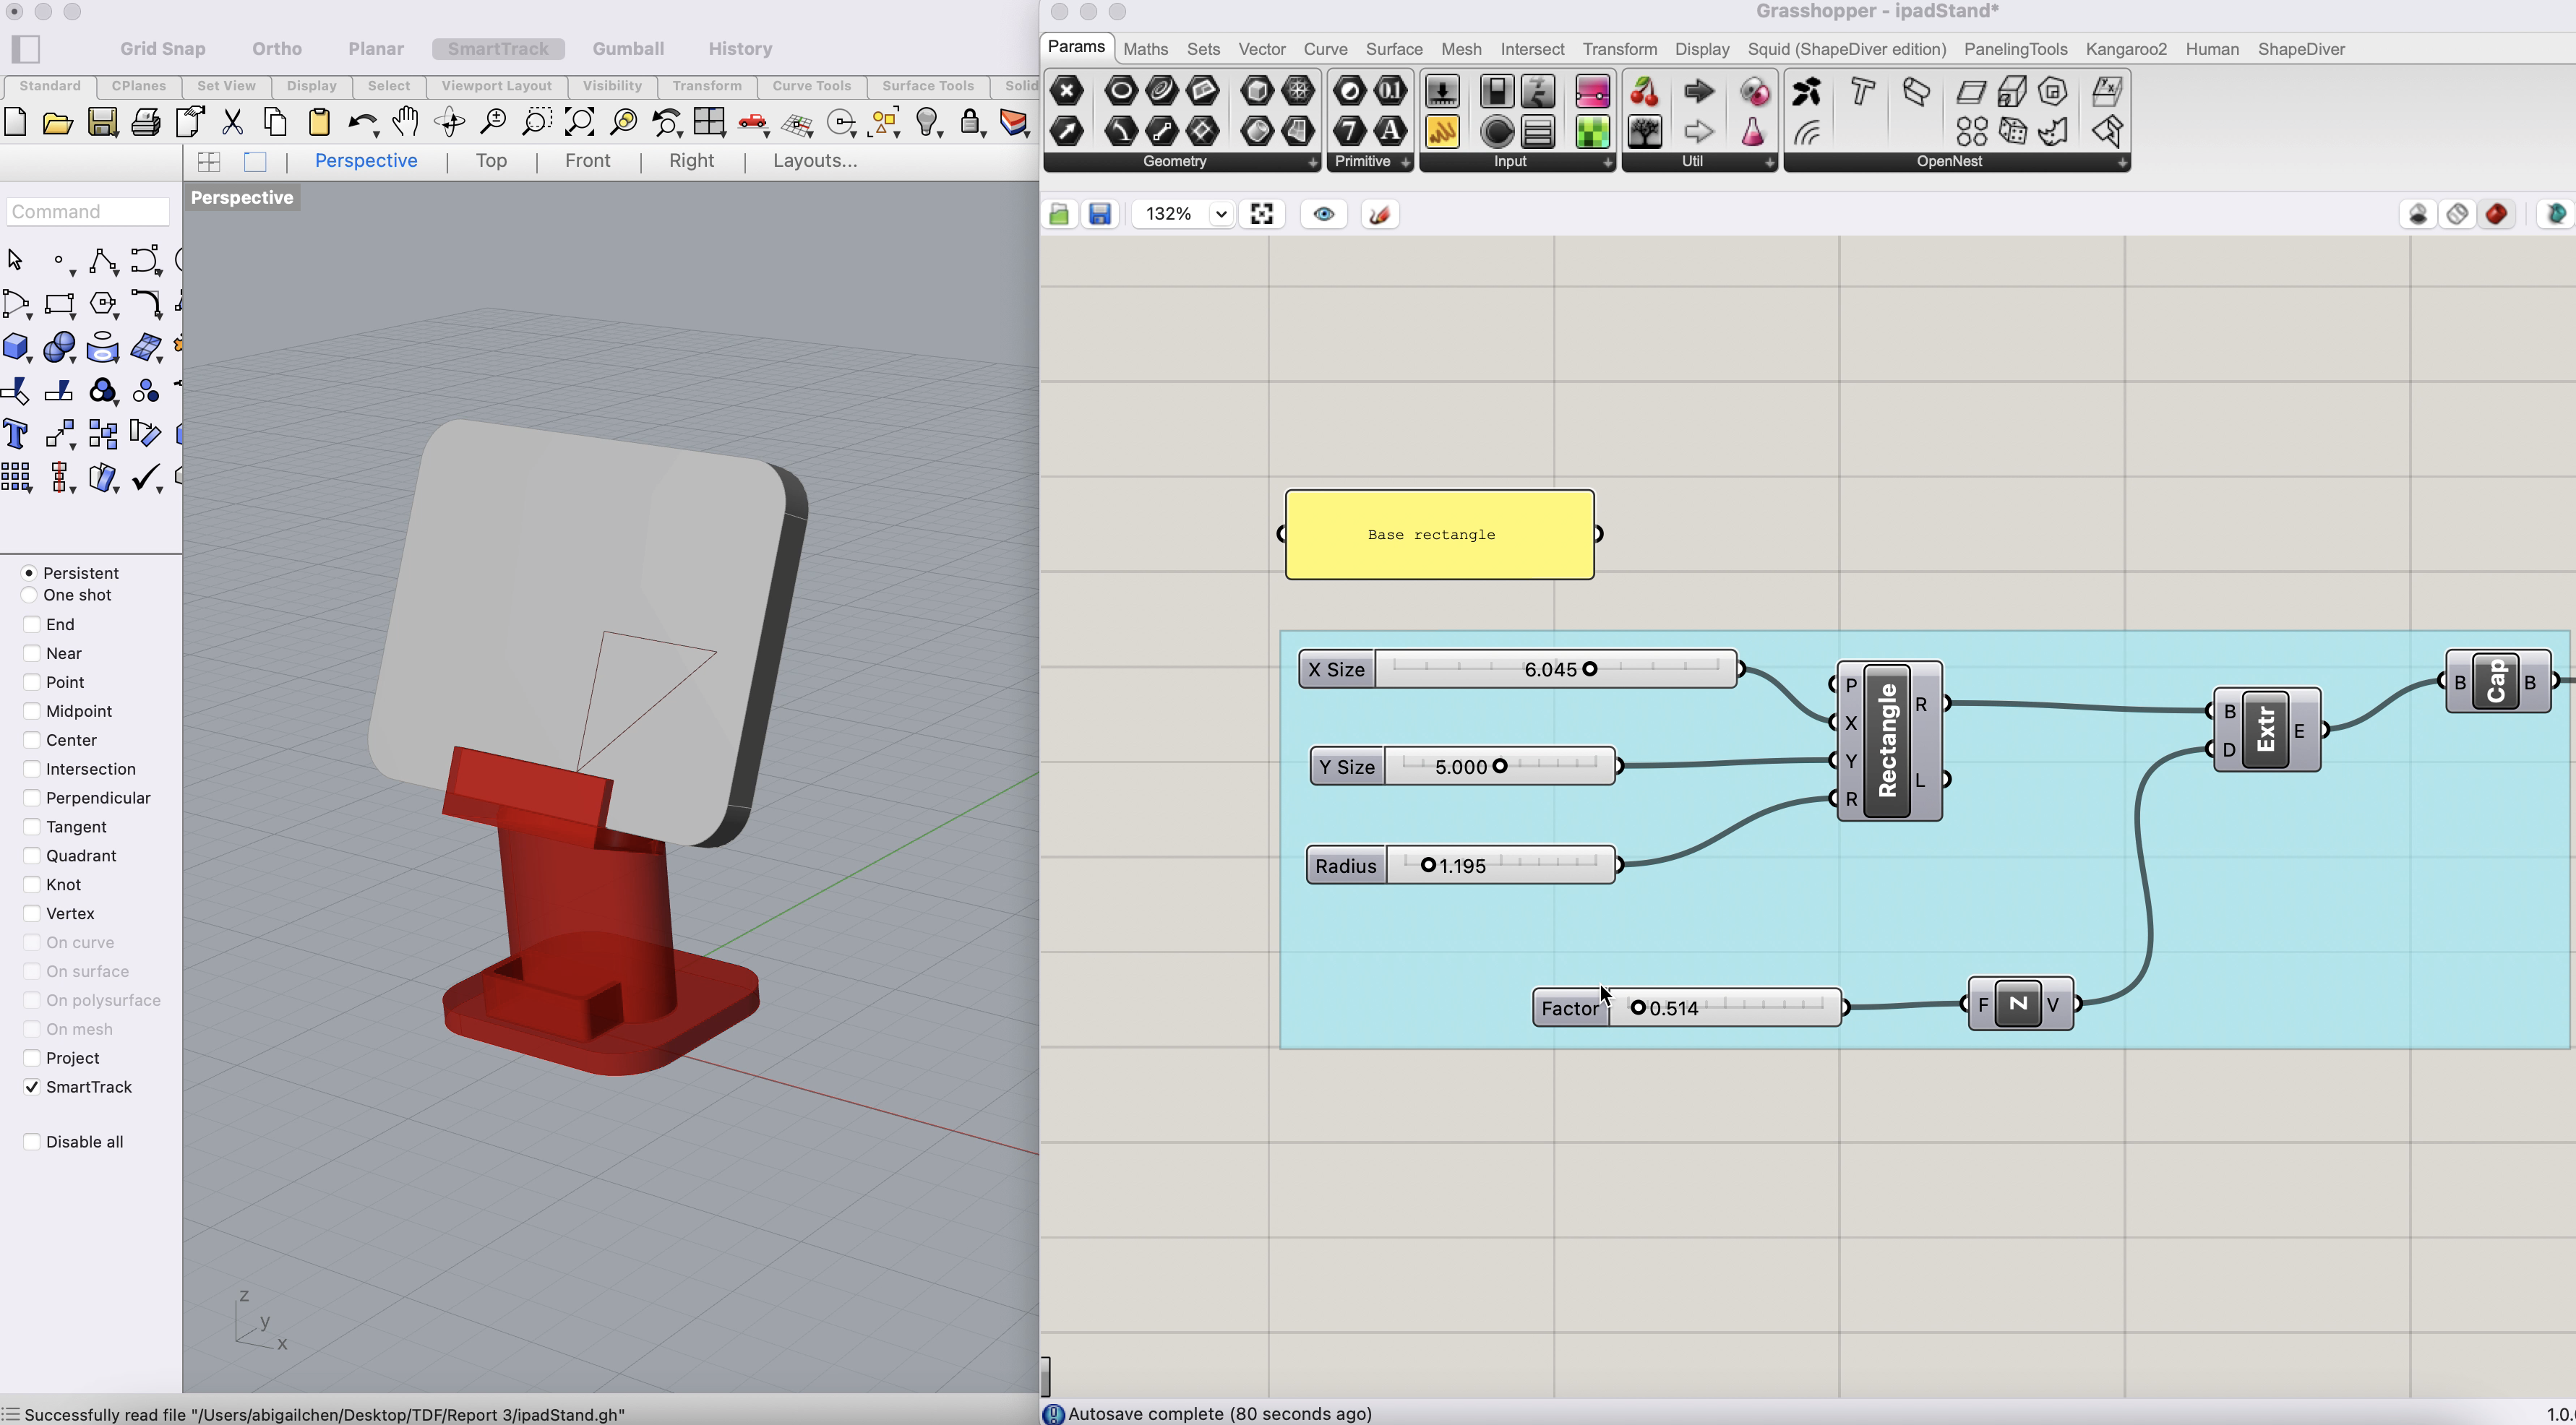 Grasshopper - ipadStand*
Grid Snap Ortho Planar SmartTrack Gumball History
Params Maths Sets Vector Curve Surface Mesh Intersect Transform Display Squid (ShapeDiver edition) PanelingTools Kangaroo2 Human ShapeDiver
Standard CPlanes Set View Display Select Viewport Layout Visibility Transform Curve Tools Surface Tools Solid
Geometry Primitive Input Util OpenNest
Perspective Top Front Right Layouts...
Perspective
Command
132%
Base rectangle
Persistent
One shot
End
Near
Point
Midpoint
Center
Intersection
Perpendicular
Tangent
Quadrant
Knot
Vertex
On curve
On surface
On polysurface
On mesh
Project
SmartTrack
Disable all
X Size 6.045
Y Size 5.000
Radius 1.195
P
X
Y
R
Rectangle
R
L
B
D
Extr
E
B Cap B
Factor 0.514
F Z V
z
y
x
Successfully read file "/Users/abigailchen/Desktop/TDF/Report 3/ipadStand.gh"
Autosave complete (80 seconds ago)
1.0.